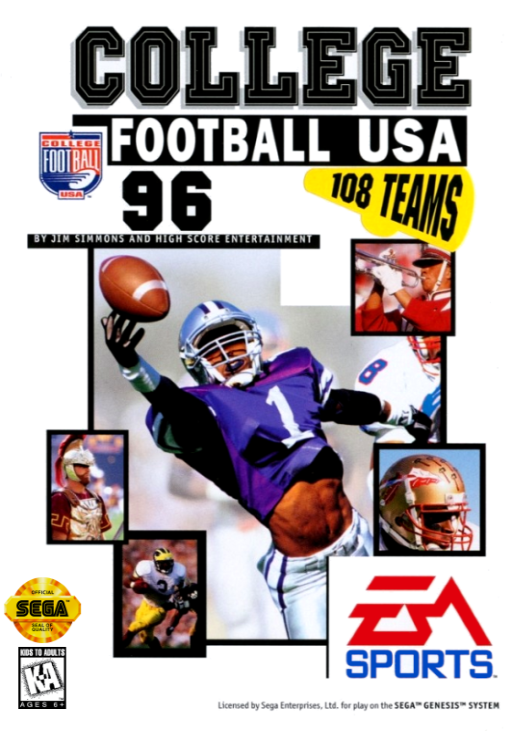 COLLEGE
FOOTBALL USA
COLLEGE
FOOTBALL
USA
96
108 TEAMS
BY JIM SIMMONS AND HIGH SCORE ENTERTAINMENT
8
1
2
OFFICIAL
SEGA
SEAL OF
QUALITY
KIDS TO ADULTS
KA
AGES 6+
EA
SPORTS
Licensed by Sega Enterprises, Ltd. for play on the SEGA™ GENESIS™ SYSTEM